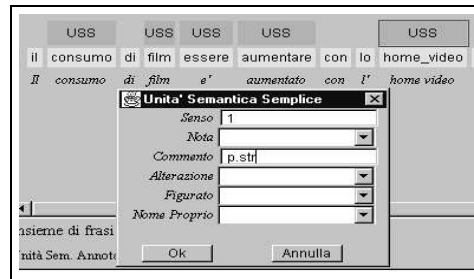 USS USS USS USS USS
il consumo di film essere aumentare con lo home_video
Il consumo di film e' aumentato con l' home video
Unita' Semantica Semplice
Senso 1
Nota
Commento p.str
Alterazione
Figurato
Nome Proprio
nsieme di frasi
nità Sem. Annota
Ok Annulla